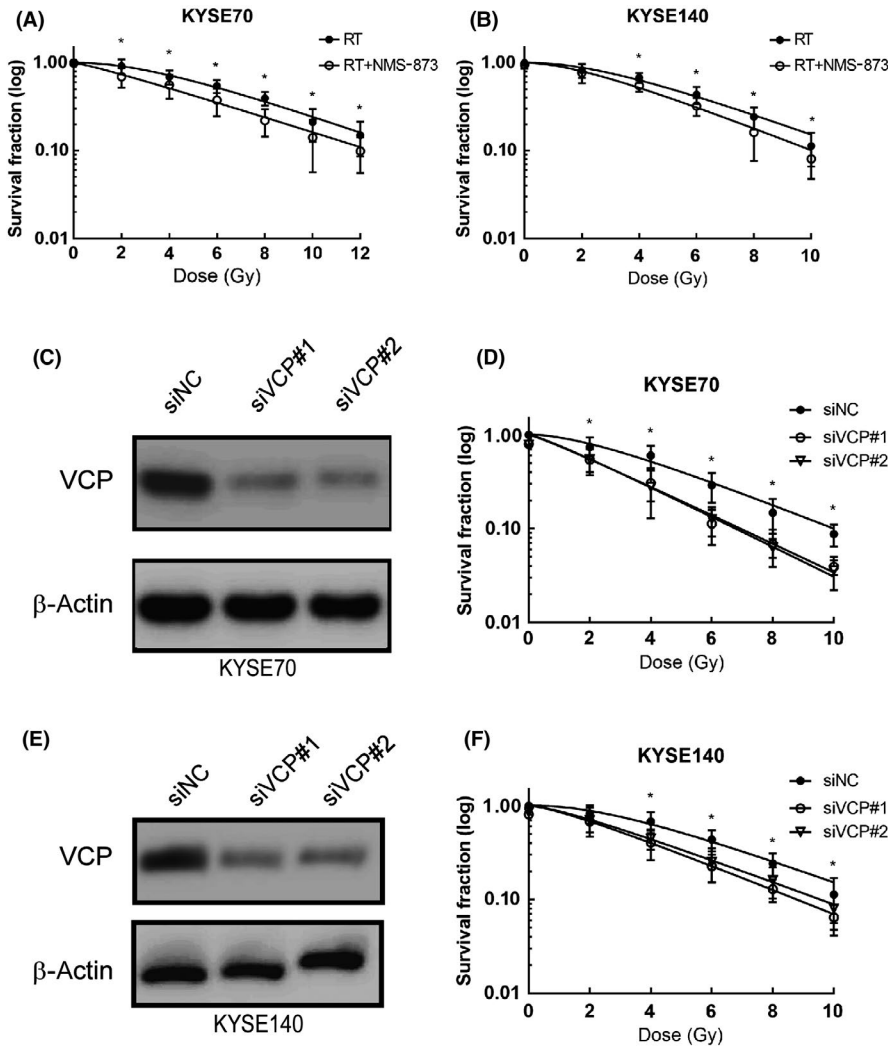 (A)
KYSE70
RT
RT+NMS-873
Survival fraction (log)
1.00
0.10
0.01
* * * * * *
0 2 4 6 8 10 12
Dose (Gy)
(B)
KYSE140
RT
RT+NMS-873
Survival fraction (log)
1.00
0.10
0.01
* * * *
0 2 4 6 8 10
Dose (Gy)
(C)
siNC siVCP#1 siVCP#2
VCP
β-Actin
KYSE70
(D)
KYSE70
siNC
siVCP#1
siVCP#2
Survival fraction (log)
1.00
0.10
0.01
* * * * *
0 2 4 6 8 10
Dose (Gy)
(E)
siNC siVCP#1 siVCP#2
VCP
β-Actin
KYSE140
(F)
KYSE140
siNC
siVCP#1
siVCP#2
Survival fraction (log)
1.00
0.10
0.01
* * * *
0 2 4 6 8 10
Dose (Gy)